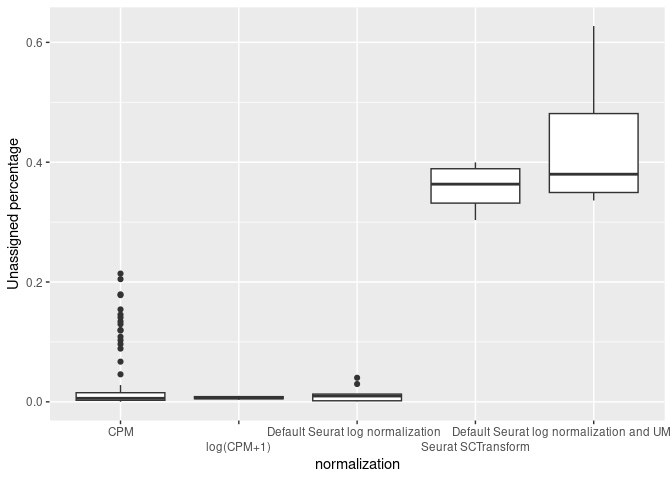 0.6
0.4
0.2
0.0
Unassigned percentage
CPM
Default Seurat log normalization
Default Seurat log normalization and UM
log(CPM+1)
Seurat SCTransform
normalization